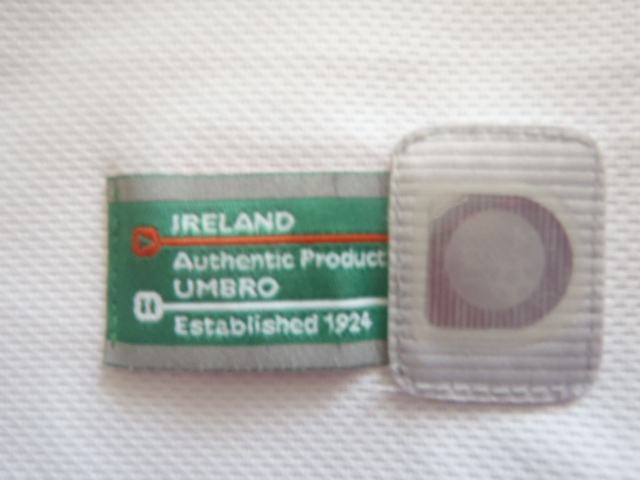 IRELAND
Authentic Product
UMBRO
Established 1924